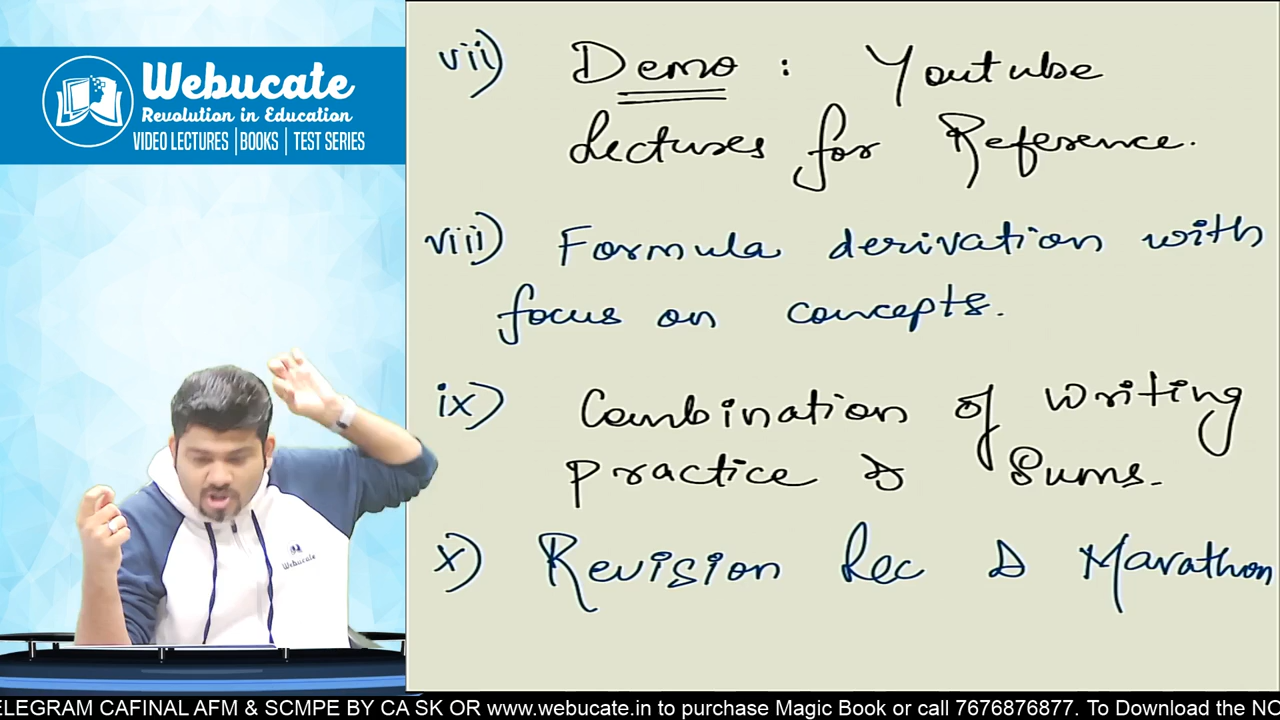 Webucate
Revolution in Education
VIDEO LECTURES | BOOKS | TEST SERIES
vii) Demo : Youtube
Lectures for Reference.
viii) Formula derivation with
focus on concepts.
ix) Combination of writing
practice & Sums.
x) Revision Lec & Marathon
Webucate
ELEGRAM CAFINAL AFM & SCMPE BY CA SK OR www.webucate.in to purchase Magic Book or call 7676876877. To Download the NO